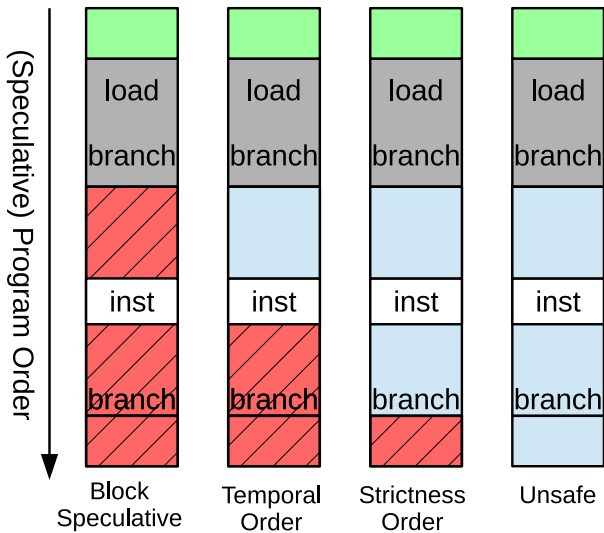 (Speculative) Program Order
load
branch
inst
branch
Block
Speculative
load
branch
inst
branch
Temporal
Order
load
branch
inst
branch
Strictness
Order
load
branch
inst
branch
Unsafe